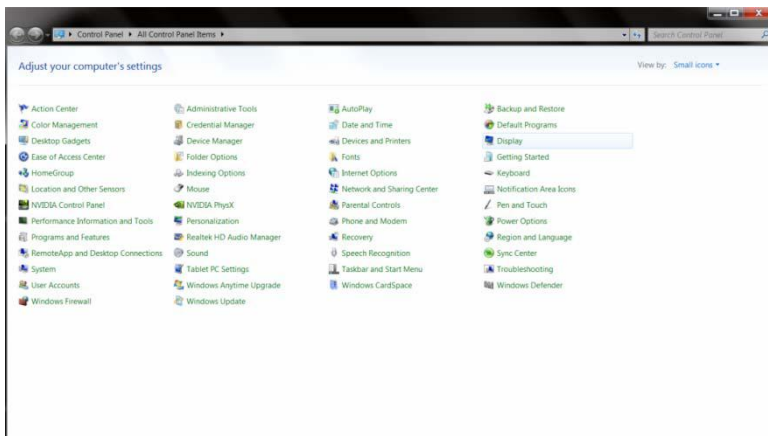 Control Panel ▸ All Control Panel Items ▸ Search Control Panel
Adjust your computer's settings View by: Small icons
Action Center Administrative Tools AutoPlay Backup and Restore
Color Management Credential Manager Date and Time Default Programs
Desktop Gadgets Device Manager Devices and Printers Display
Ease of Access Center Folder Options Fonts Getting Started
HomeGroup Indexing Options Internet Options Keyboard
Location and Other Sensors Mouse Network and Sharing Center Notification Area Icons
NVIDIA Control Panel NVIDIA PhysX Parental Controls Pen and Touch
Performance Information and Tools Personalization Phone and Modem Power Options
Programs and Features Realtek HD Audio Manager Recovery Region and Language
RemoteApp and Desktop Connections Sound Speech Recognition Sync Center
System Tablet PC Settings Taskbar and Start Menu Troubleshooting
User Accounts Windows Anytime Upgrade Windows CardSpace Windows Defender
Windows Firewall Windows Update